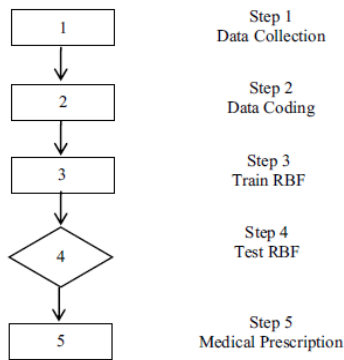 1
Step 1
Data Collection
2
Step 2
Data Coding
3
Step 3
Train RBF
4
Step 4
Test RBF
5
Step 5
Medical Prescription